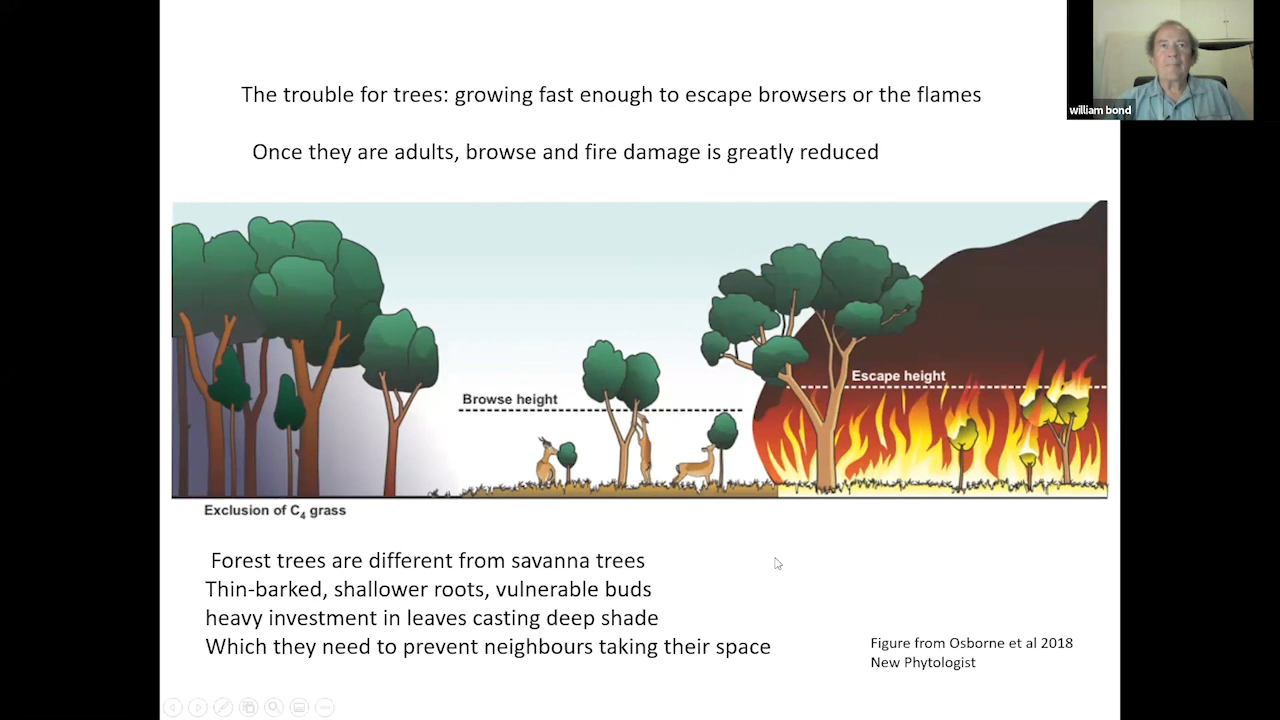 The trouble for trees: growing fast enough to escape browsers or the flames
william bond
Once they are adults, browse and fire damage is greatly reduced
Escape height
Browse height
Exclusion of C₄ grass
Forest trees are different from savanna trees
Thin-barked, shallower roots, vulnerable buds
heavy investment in leaves casting deep shade
Which they need to prevent neighbours taking their space
Figure from Osborne et al 2018
New Phytologist